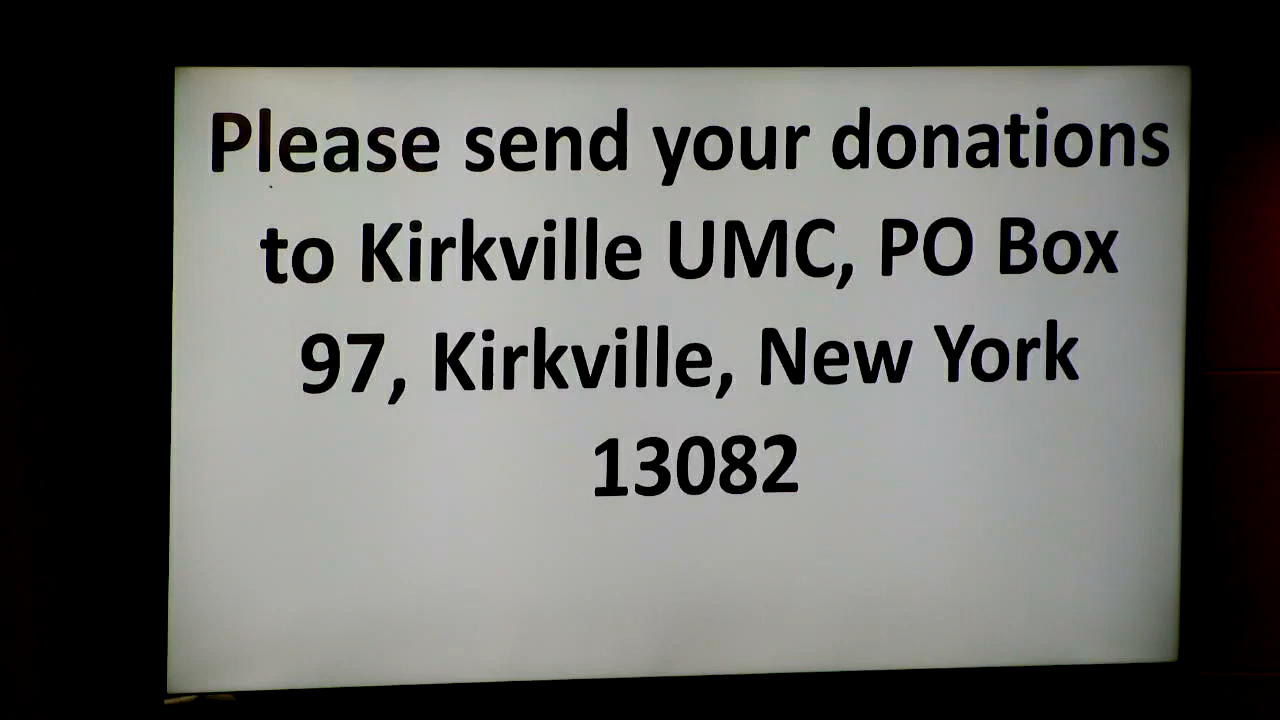 Please send your donations
to Kirkville UMC, PO Box
97, Kirkville, New York
13082